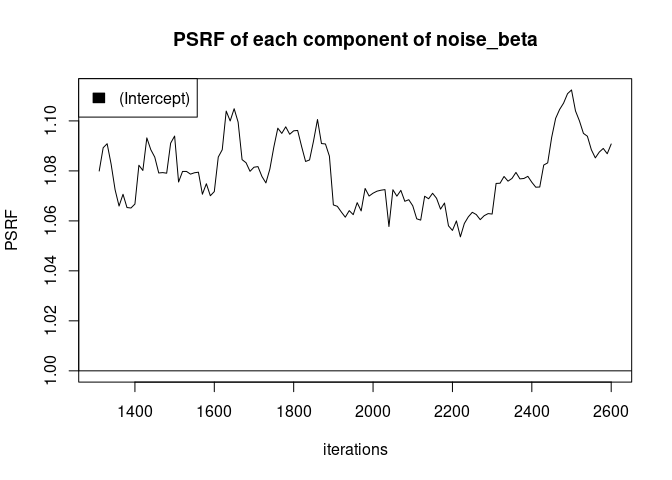 PSRF of each component of noise_beta
(Intercept)
PSRF
1.10
1.08
1.06
1.04
1.02
1.00
1400 1600 1800 2000 2200 2400 2600
iterations